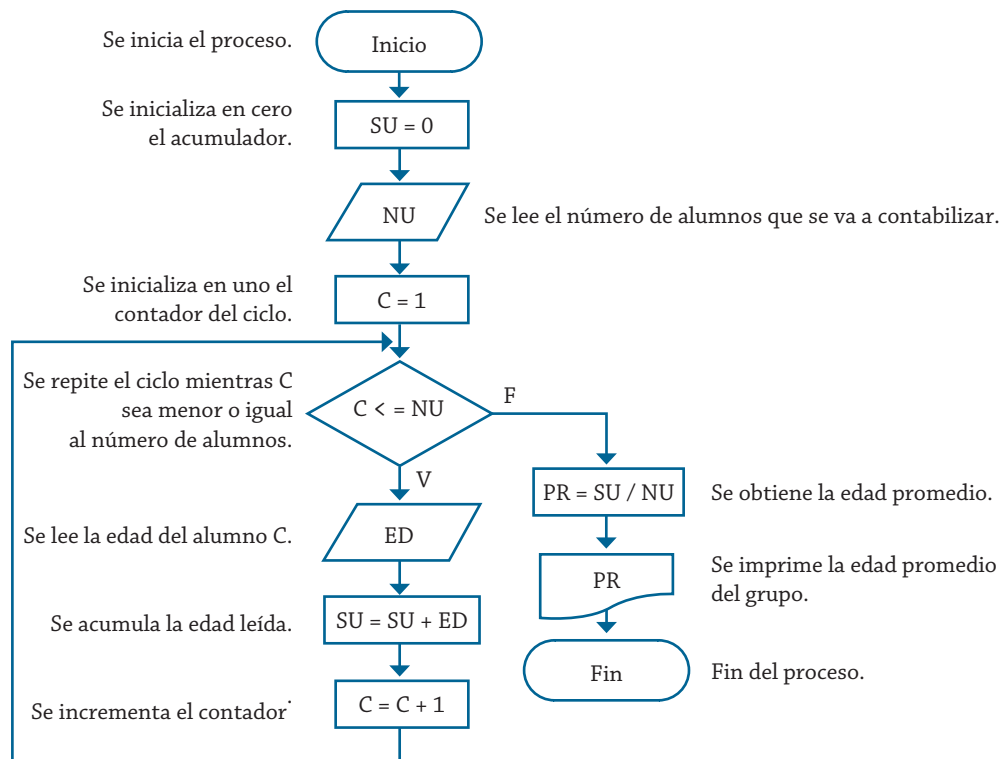 Se inicia el proceso.
Inicio
Se inicializa en cero
el acumulador.
SU = 0
NU
Se lee el número de alumnos que se va a contabilizar.
Se inicializa en uno el
contador del ciclo.
C = 1
Se repite el ciclo mientras C
sea menor o igual
al número de alumnos.
C < = NU
F
V
PR = SU / NU
Se obtiene la edad promedio.
Se lee la edad del alumno C.
ED
PR
Se imprime la edad promedio
del grupo.
Se acumula la edad leída.
SU = SU + ED
Fin
Fin del proceso.
Se incrementa el contador.
C = C + 1